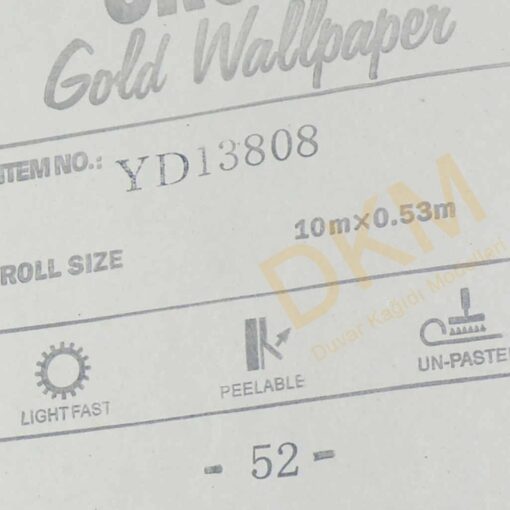 Gold Wallpaper
ITEM NO.: YD13808
ROLL SIZE 10m×0.53m
DKM
Duvar Kağıdı Modelleri
LIGHT FAST PEELABLE UN-PASTE
- 52 -